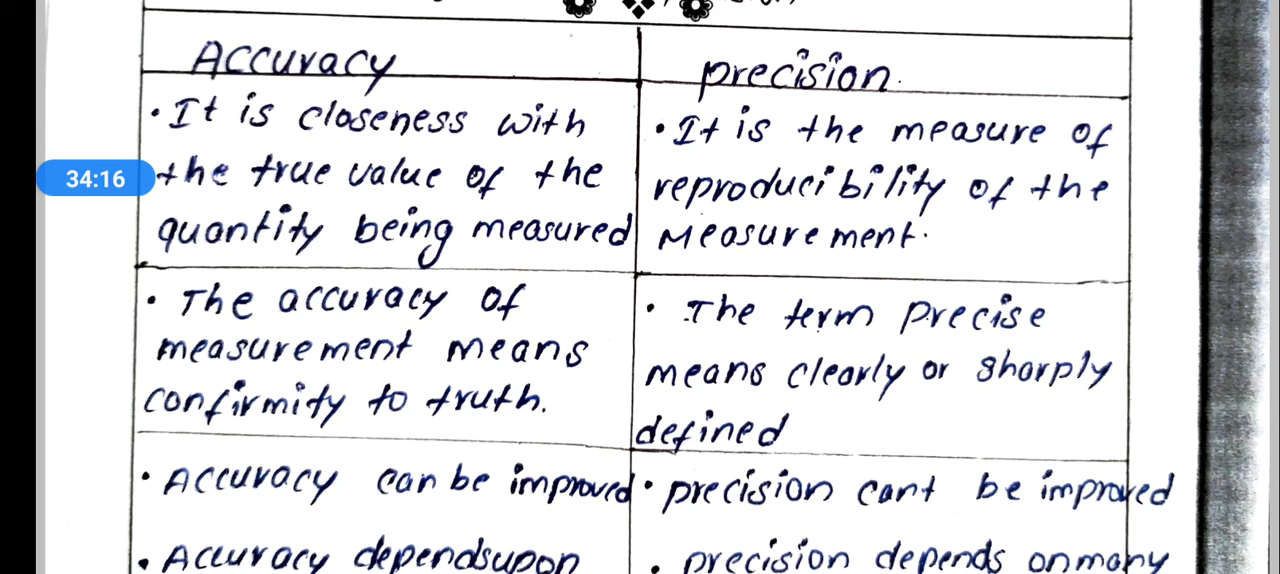 Accuracy
precision.
• It is closeness with
the true value of the
quantity being measured
• It is the measure of
reproducibility of the
Measurement.
34:16
• The accuracy of
measurement means
confirmity to truth.
• The term Precise
means clearly or sharply
defined
• Accuracy can be improved
• precision cant be improved
• Accuracy dependsupon
• precision depends onmany